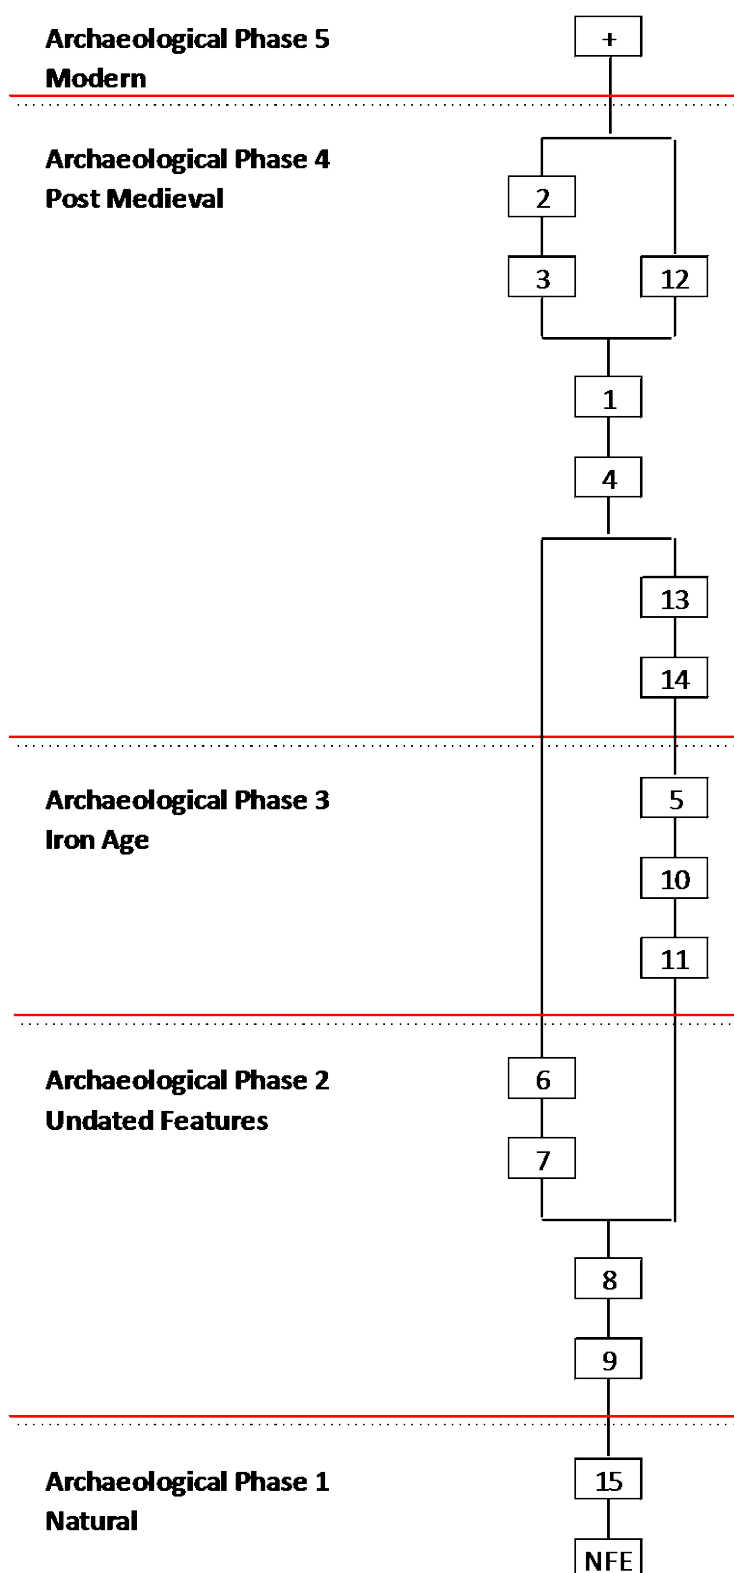 Archaeological Phase 5
+
Modern
Archaeological Phase 4
Post Medieval
2
3
12
1
4
13
14
Archaeological Phase 3
5
Iron Age
10
11
Archaeological Phase 2
6
Undated Features
7
8
9
Archaeological Phase 1
15
Natural
NFE